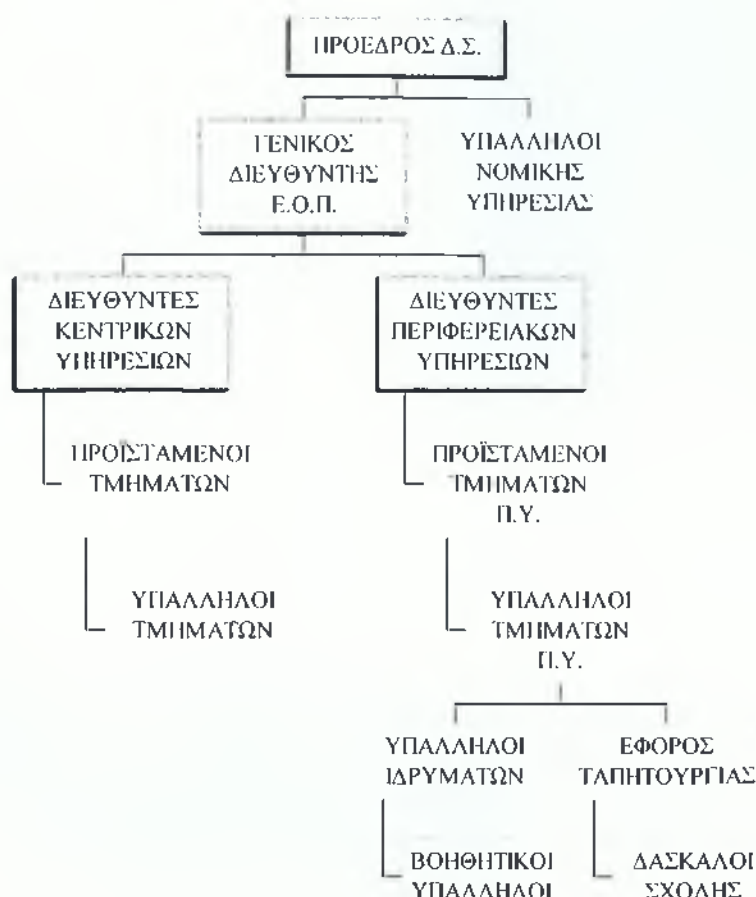 ΠΡΟΕΔΡΟΣ Δ.Σ.
ΓΕΝΙΚΟΣ
ΔΙΕΥΘΥΝΤΗΣ
Ε.Ο.Π.
ΥΠΑΛΛΗΛΟΙ
ΝΟΜΙΚΗΣ
ΥΠΗΡΕΣΙΑΣ
ΔΙΕΥΘΥΝΤΕΣ
ΚΕΝΤΡΙΚΩΝ
ΥΠΗΡΕΣΙΩΝ
ΔΙΕΥΘΥΝΤΕΣ
ΠΕΡΙΦΕΡΕΙΑΚΩΝ
ΥΠΗΡΕΣΙΩΝ
ΠΡΟΪΣΤΑΜΕΝΟΙ
ΤΜΗΜΑΤΩΝ
ΠΡΟΪΣΤΑΜΕΝΟΙ
ΤΜΗΜΑΤΩΝ
Π.Υ.
ΥΠΑΛΛΗΛΟΙ
ΤΜΗΜΑΤΩΝ
ΥΠΑΛΛΗΛΟΙ
ΤΜΗΜΑΤΩΝ
Π.Υ.
ΥΠΑΛΛΗΛΟΙ
ΙΔΡΥΜΑΤΩΝ
ΕΦΟΡΟΣ
ΤΑΠΗΤΟΥΡΓΙΑΣ
ΒΟΗΘΗΤΙΚΟΙ
ΥΠΑΛΛΗΛΟΙ
ΔΑΣΚΑΛΟΙ
ΣΧΟΛΗΣ